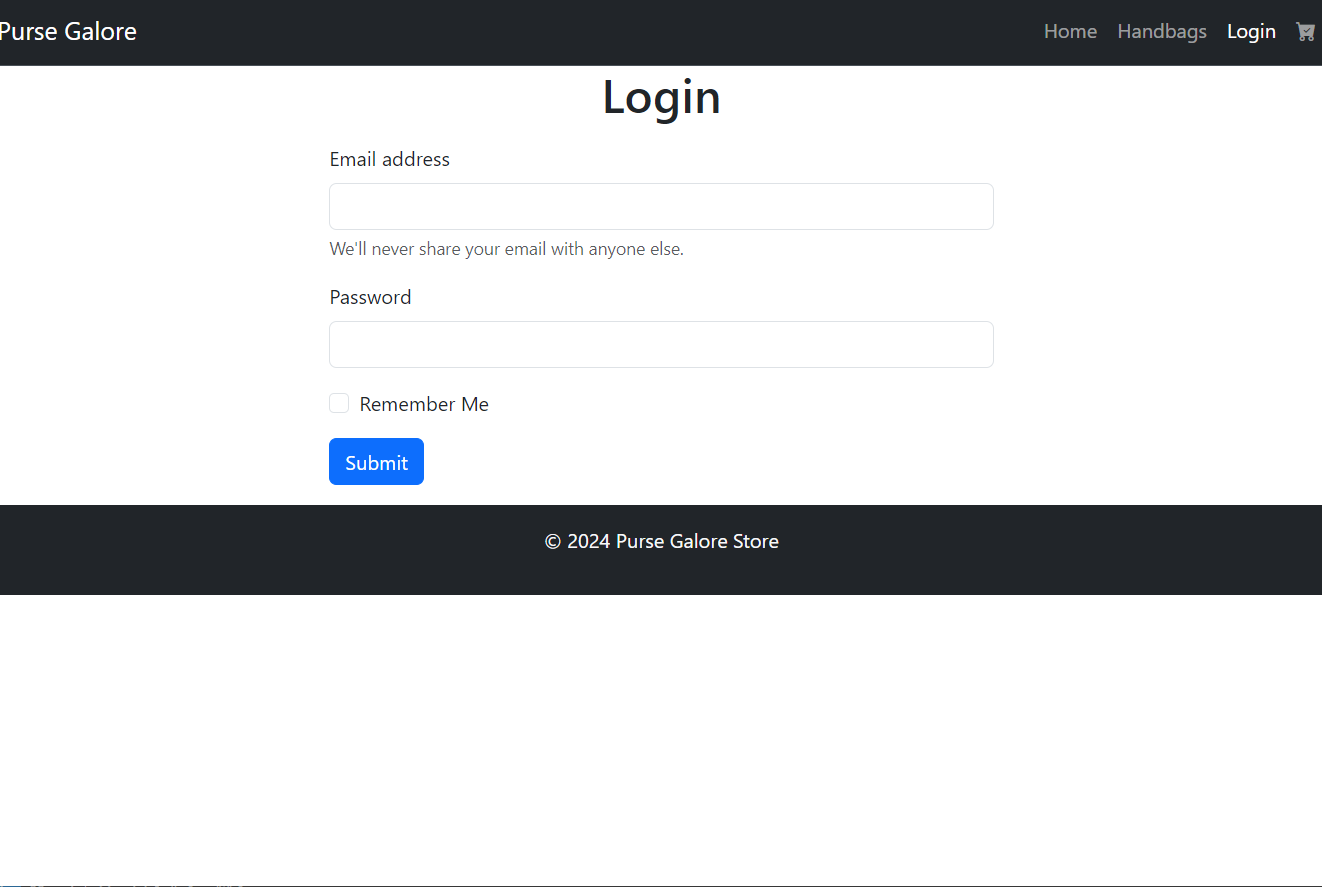 Purse Galore Home Handbags Login
Login
Email address
We'll never share your email with anyone else.
Password
Remember Me
Submit
© 2024 Purse Galore Store